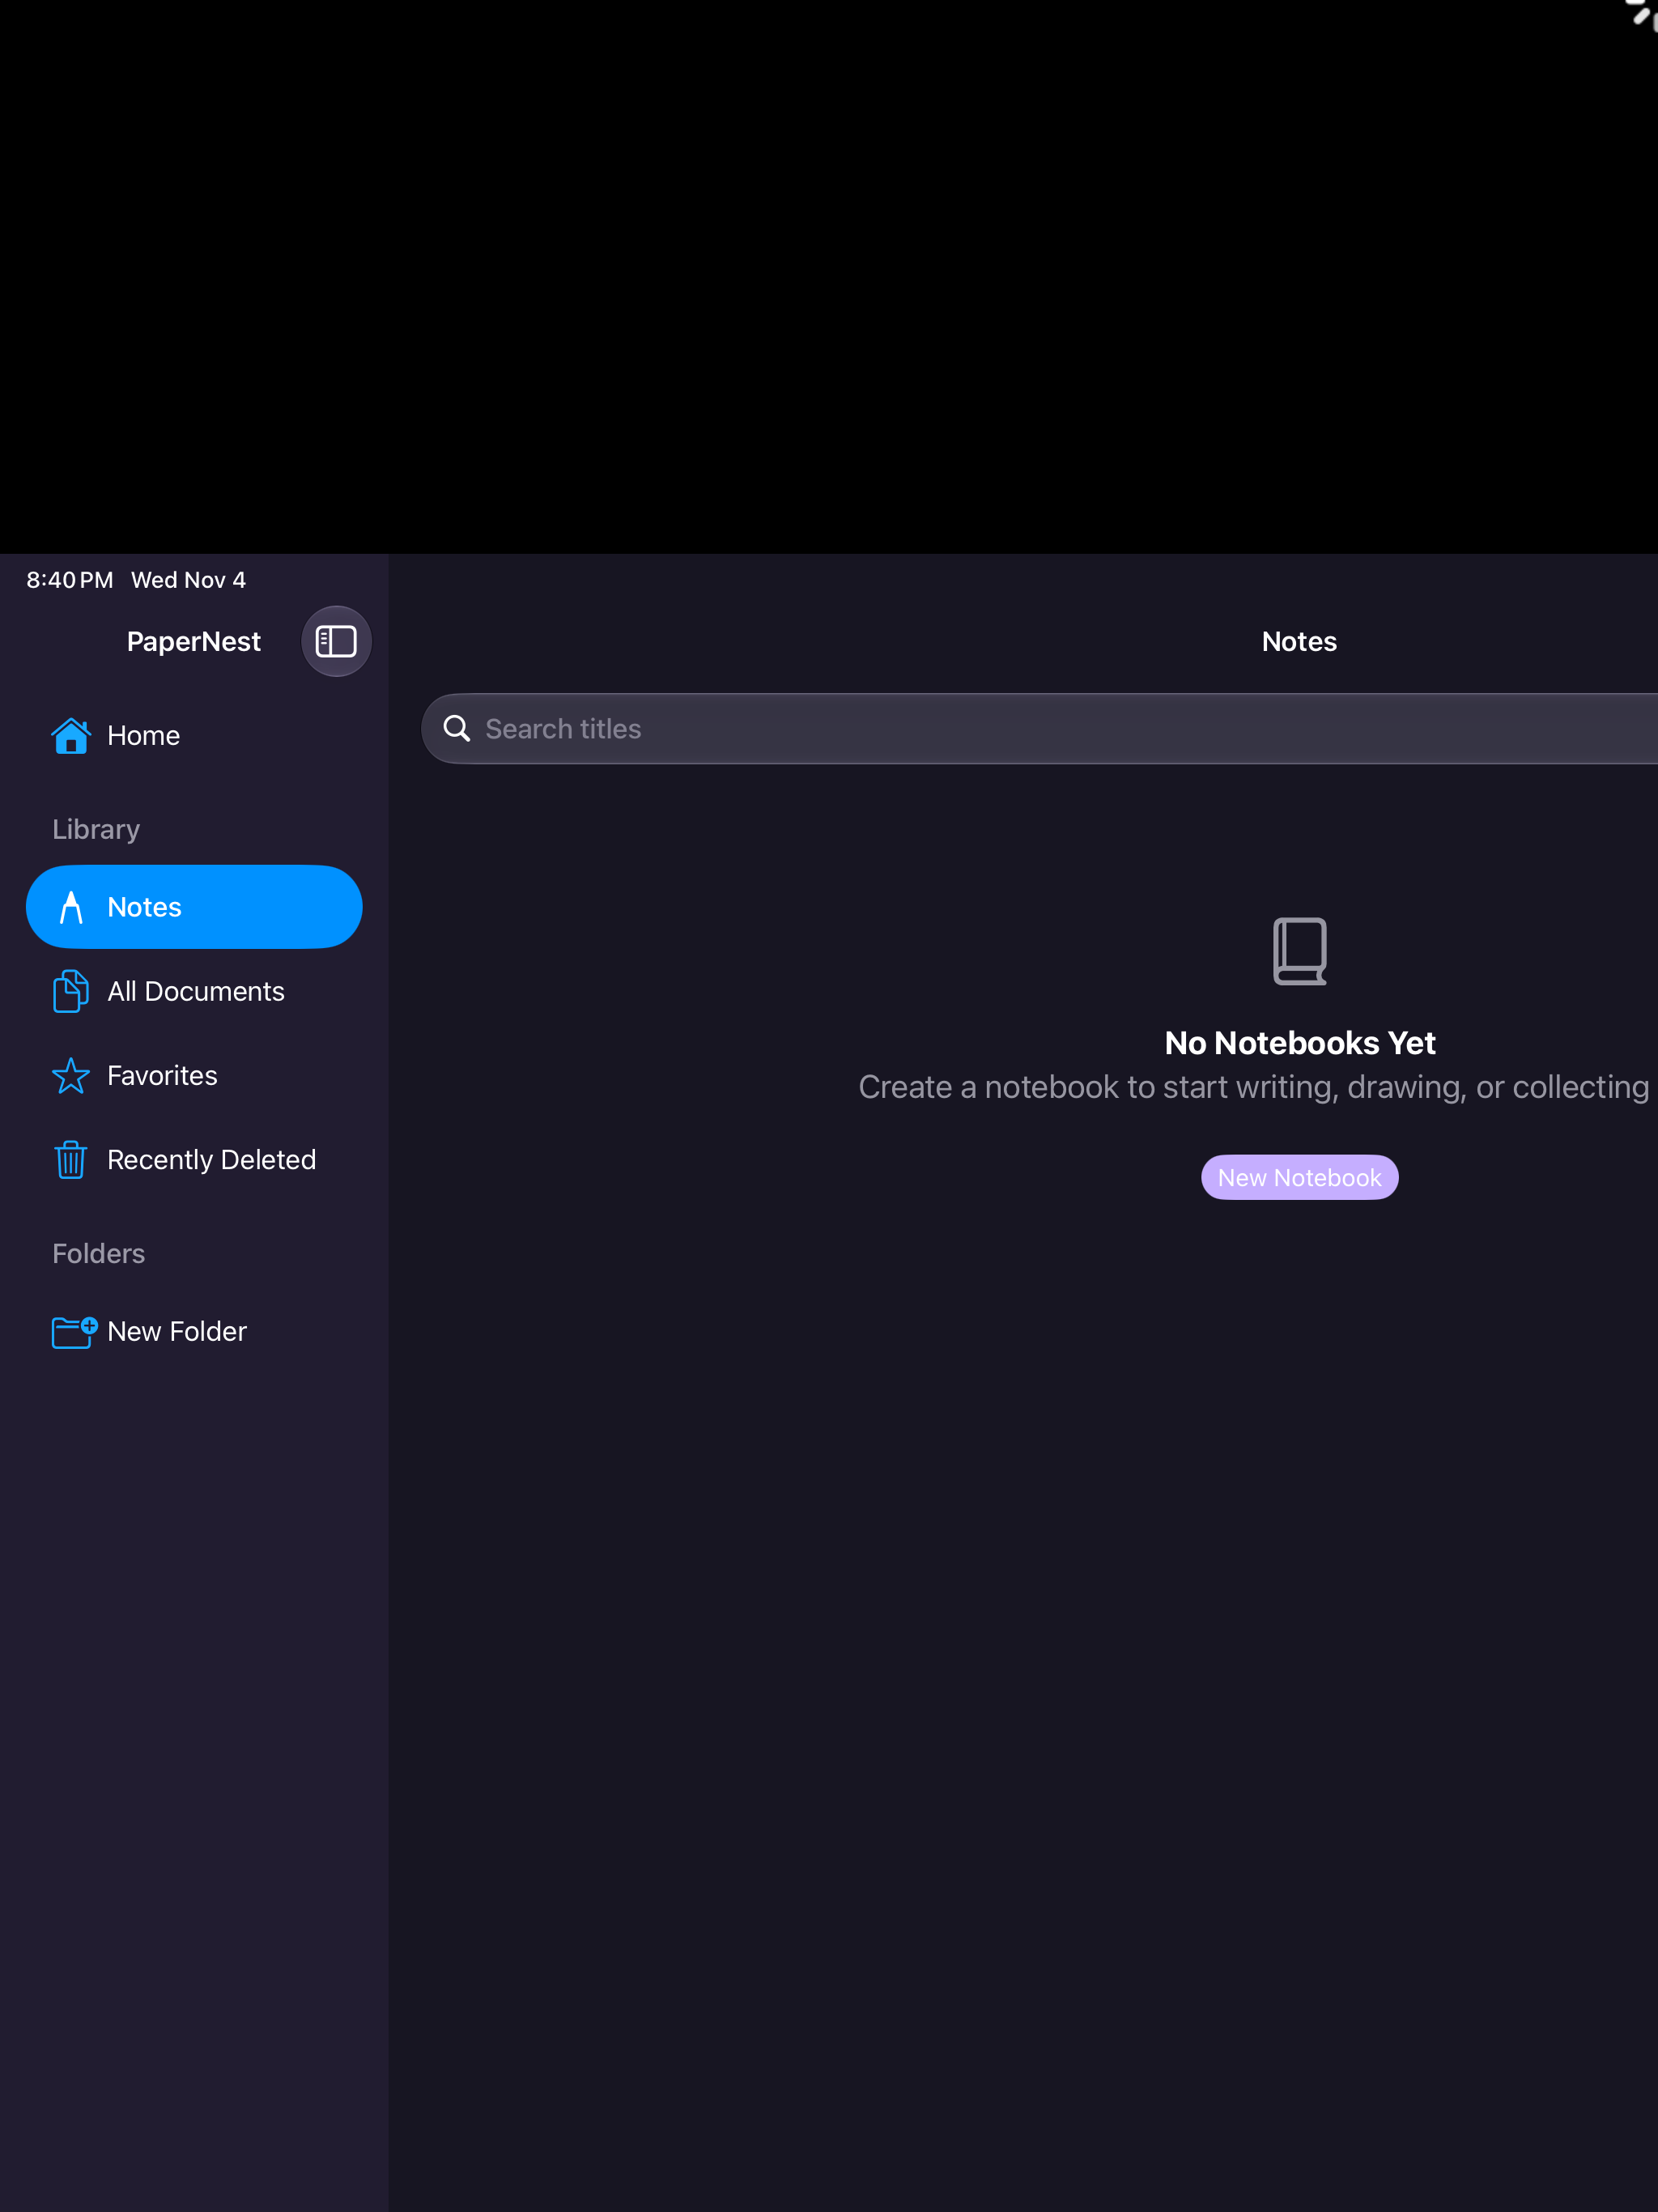 8:40 PM Wed Nov 4
PaperNest
Notes
Search titles
Home
Library
Notes
All Documents
Favorites
Recently Deleted
Folders
New Folder
No Notebooks Yet
Create a notebook to start writing, drawing, or collecting
New Notebook